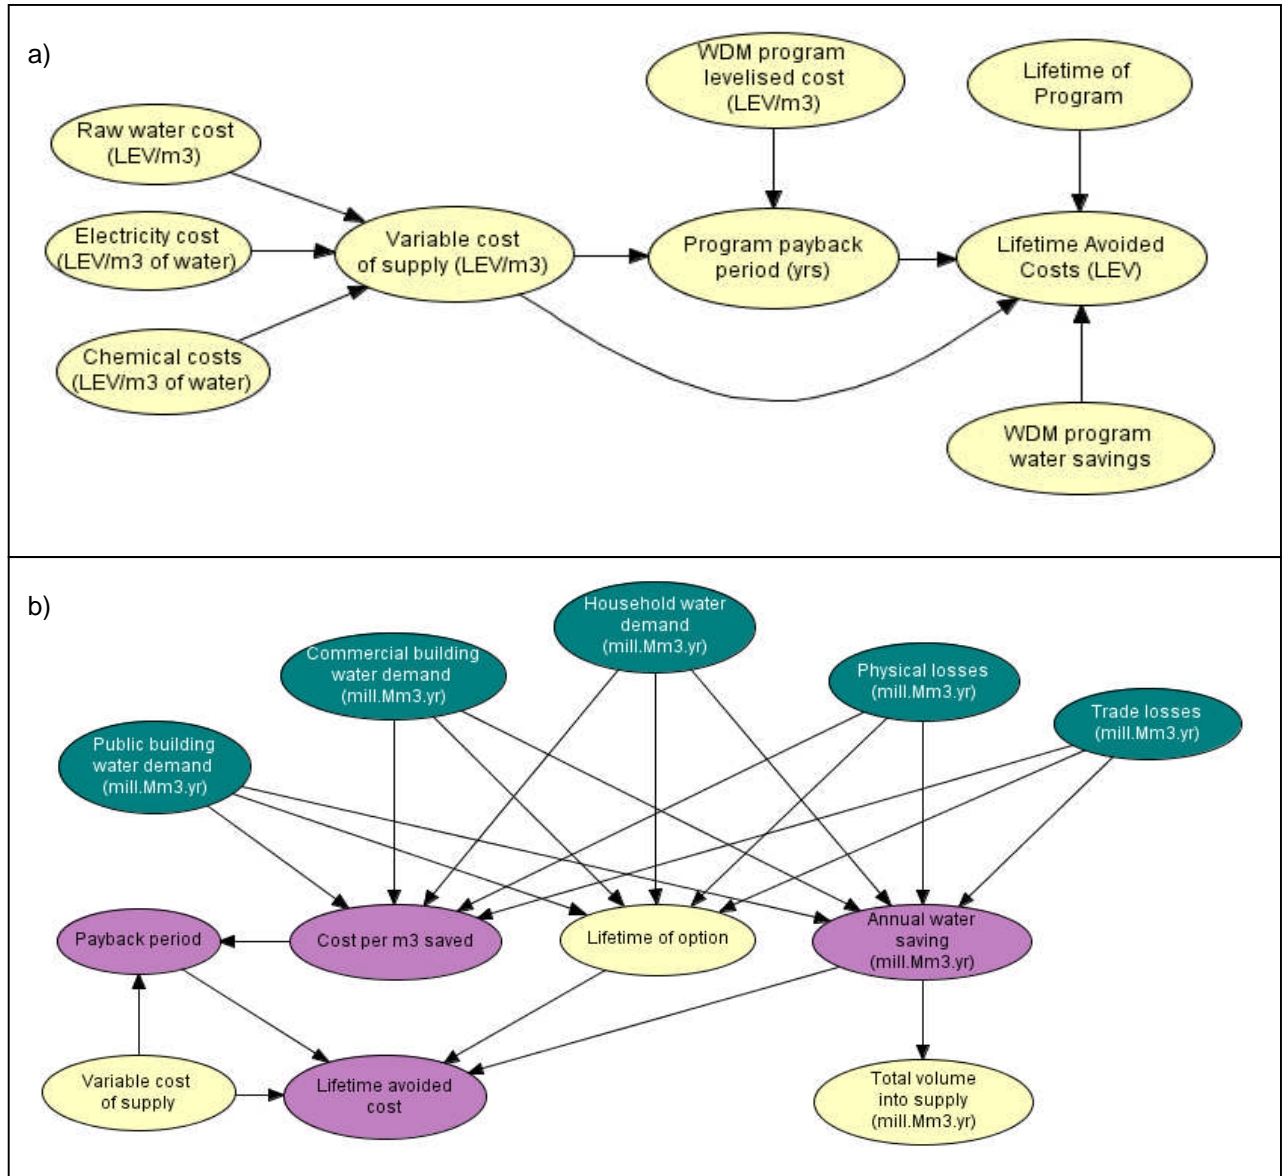 a)
WDM program
levelised cost
(LEV/m3)
Lifetime of
Program
Raw water cost
(LEV/m3)
Electricity cost
(LEV/m3 of water)
Variable cost
of supply (LEV/m3)
Program payback
period (yrs)
Lifetime Avoided
Costs (LEV)
Chemical costs
(LEV/m3 of water)
WDM program
water savings
b)
Household water
demand
(mill.Mm3.yr)
Commercial building
water demand
(mill.Mm3.yr)
Physical losses
(mill.Mm3.yr)
Trade losses
(mill.Mm3.yr)
Public building
water demand
(mill.Mm3.yr)
Payback period
Cost per m3 saved
Lifetime of option
Annual water
saving
(mill.Mm3.yr)
Variable cost
of supply
Lifetime avoided
cost
Total volume
into supply
(mill.Mm3.yr)